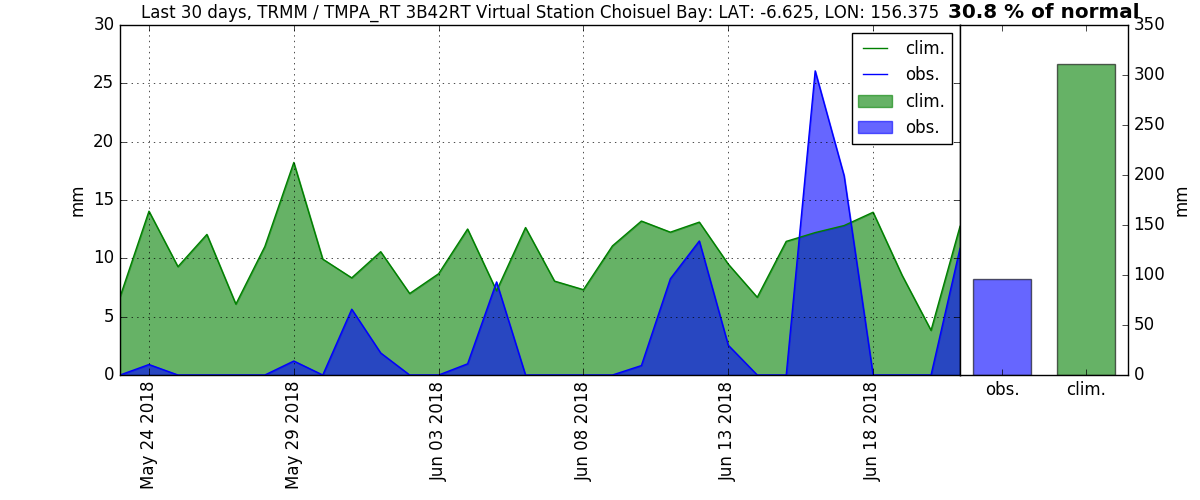 Last 30 days, TRMM / TMPA_RT 3B42RT Virtual Station Choisuel Bay: LAT: -6.625, LON: 156.375
30.8 % of normal
30
25
20
15
10
5
0
mm
clim.
obs.
clim.
obs.
May 24 2018
May 29 2018
Jun 03 2018
Jun 08 2018
Jun 13 2018
Jun 18 2018
350
300
250
200
150
100
50
0
mm
obs.
clim.